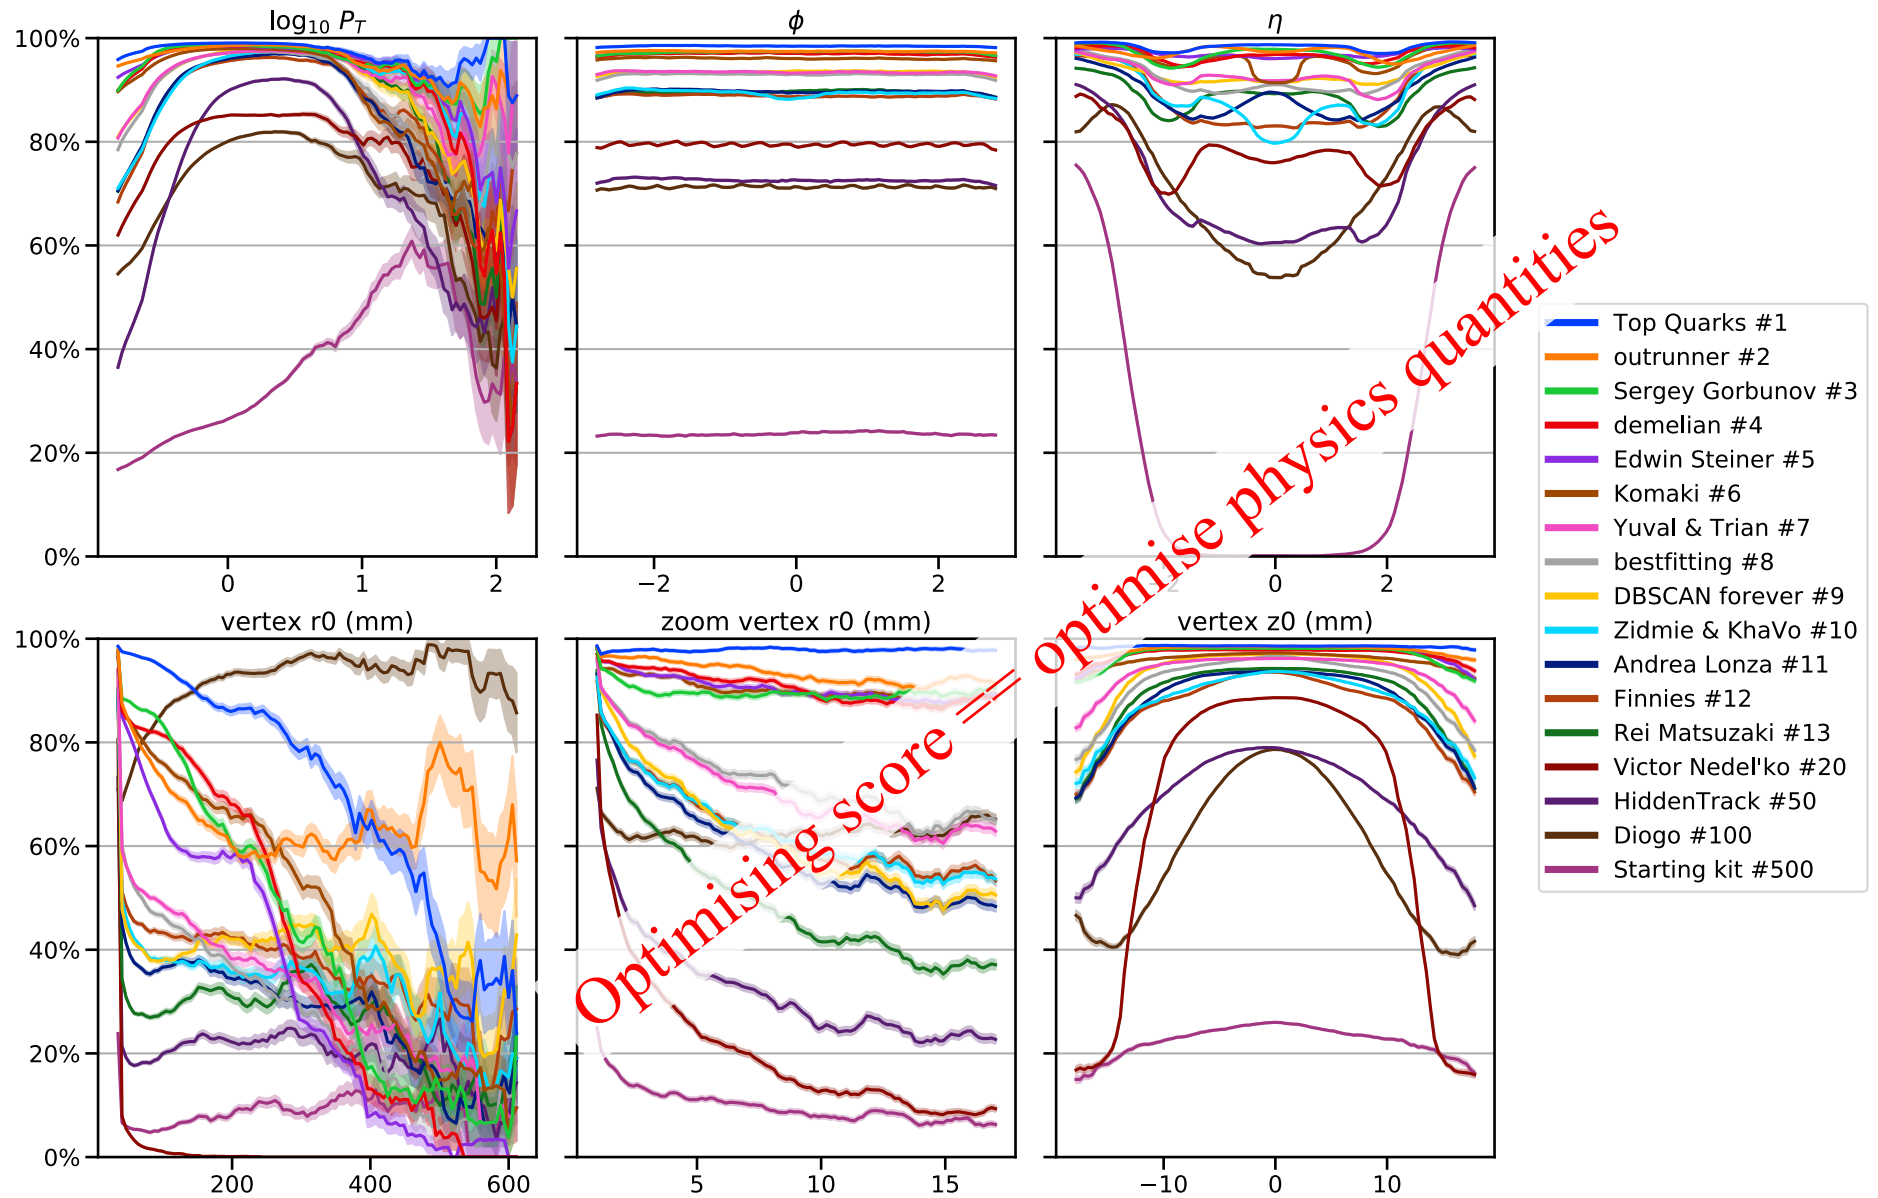 log₁₀ P_T
ϕ
η
100%
80%
60%
40%
20%
0%
0 1 2
−2 0 2
−2 0 2
vertex r0 (mm)
zoom vertex r0 (mm)
vertex z0 (mm)
100%
80%
60%
40%
20%
0%
200 400 600
5 10 15
−10 0 10
Optimising score == optimise physics quantities
Top Quarks #1
outrunner #2
Sergey Gorbunov #3
demelian #4
Edwin Steiner #5
Komaki #6
Yuval & Trian #7
bestfitting #8
DBSCAN forever #9
Zidmie & KhaVo #10
Andrea Lonza #11
Finnies #12
Rei Matsuzaki #13
Victor Nedel'ko #20
HiddenTrack #50
Diogo #100
Starting kit #500